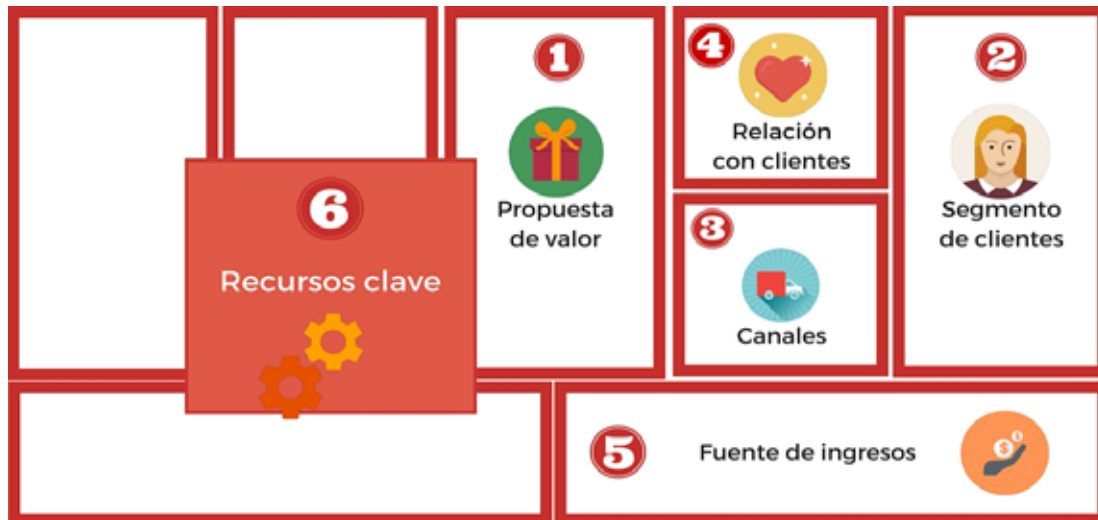 1
Propuesta
de valor
4
Relación
con clientes
3
Canales
2
Segmento
de clientes
6
Recursos clave
5
Fuente de ingresos
$